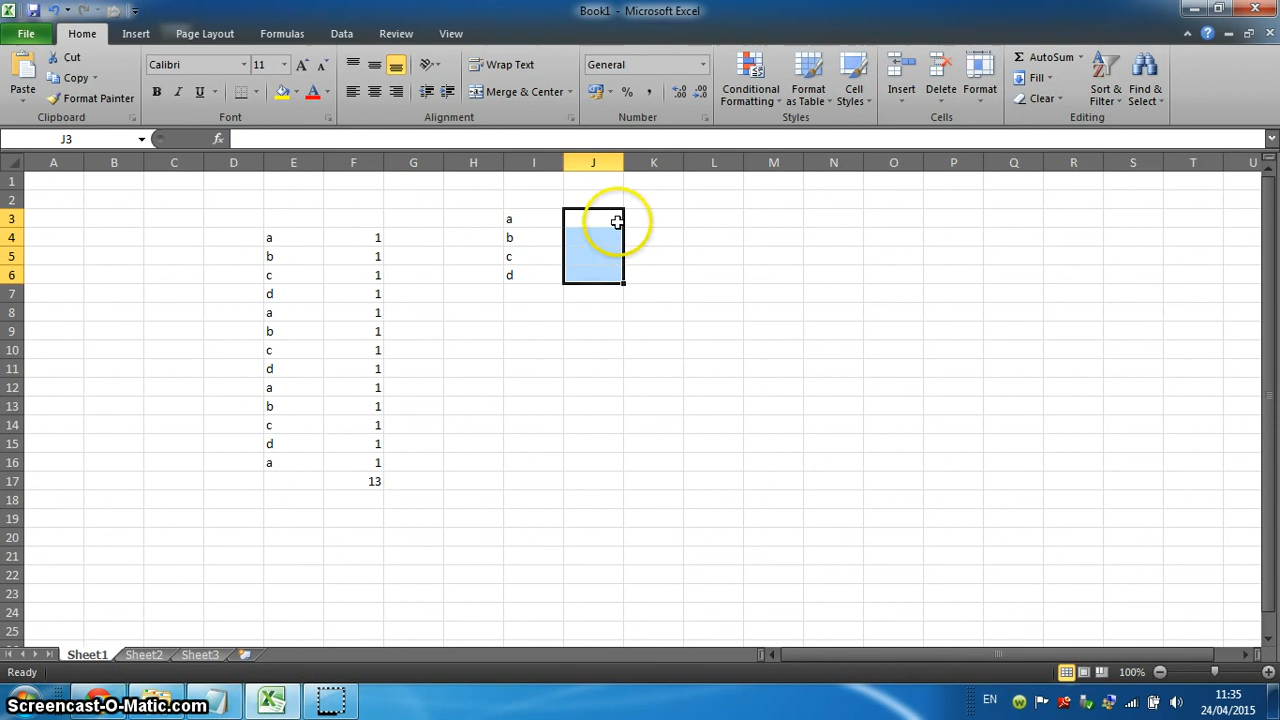 Book1 - Microsoft Excel
File Home Insert Page Layout Formulas Data Review View
Cut
Copy
Format Painter
Paste
Clipboard
Calibri 11
B I U
Font
Wrap Text
Merge & Center
Alignment
General
%
Number
Conditional Formatting
Format as Table
Cell Styles
Styles
Insert
Delete
Format
Cells
AutoSum
Fill
Clear
Sort & Filter
Find & Select
Editing
J3
fx
A B C D E F G H I J K L M N O P Q R S T U
1
2
3 a
4 a 1 b
5 b 1 c
6 c 1 d
7 d 1
8 a 1
9 b 1
10 c 1
11 d 1
12 a 1
13 b 1
14 c 1
15 d 1
16 a 1
17 13
18
19
20
21
22
23
24
25
Sheet1 Sheet2 Sheet3
Ready
100%
Screencast-O-Matic.com
EN
11:35
24/04/2015